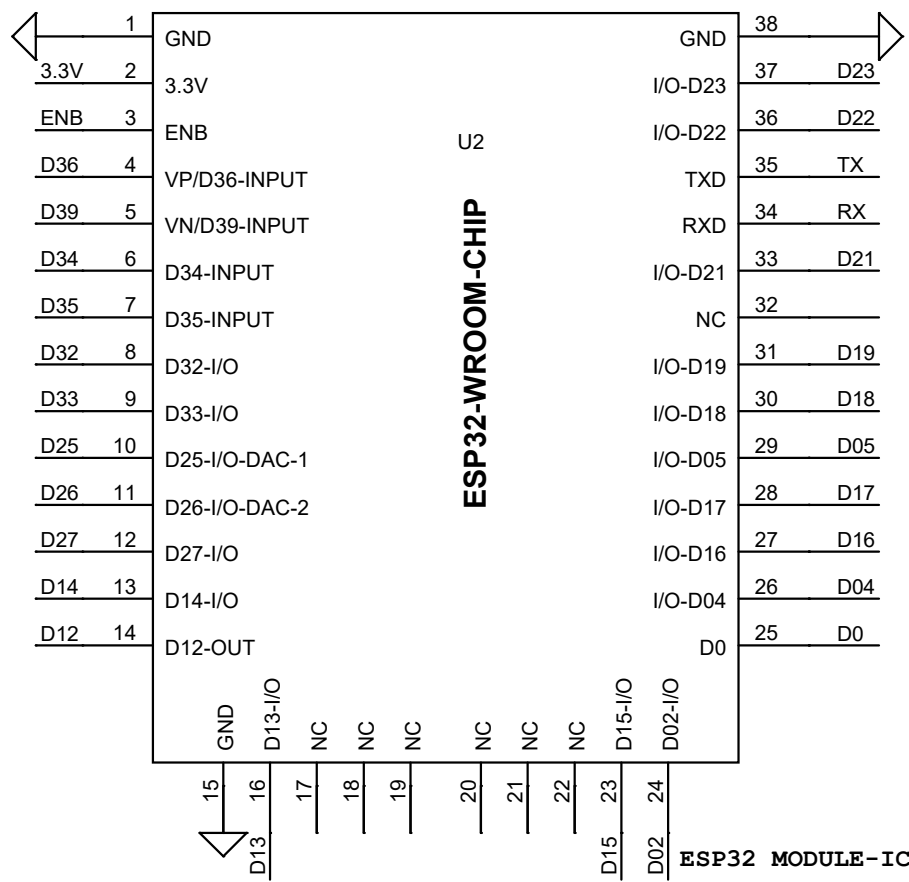 1 GND GND 38
3.3V 2 3.3V I/O-D23 37 D23
ENB 3 ENB I/O-D22 36 D22
U2
D36 4 VP/D36-INPUT TXD 35 TX
D39 5 VN/D39-INPUT RXD 34 RX
D34 6 D34-INPUT I/O-D21 33 D21
D35 7 D35-INPUT NC 32
D32 8 D32-I/O I/O-D19 31 D19
D33 9 D33-I/O I/O-D18 30 D18
D25 10 D25-I/O-DAC-1 I/O-D05 29 D05
D26 11 D26-I/O-DAC-2 I/O-D17 28 D17
D27 12 D27-I/O I/O-D16 27 D16
D14 13 D14-I/O I/O-D04 26 D04
D12 14 D12-OUT D0 25 D0
ESP32-WROOM-CHIP
GND D13-I/O NC NC NC NC NC NC D15-I/O D02-I/O
15 16 17 18 19 20 21 22 23 24
D13 D15 D02
ESP32 MODULE-IC